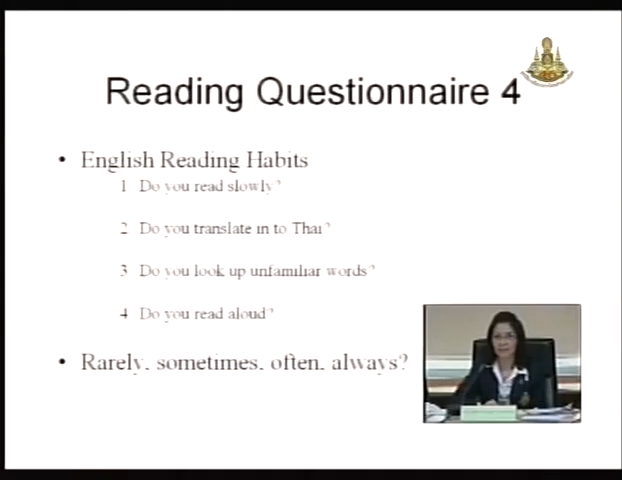 Reading Questionnaire 4
• English Reading Habits
1 Do you read slowly?
2 Do you translate in to Thai?
3 Do you look up unfamiliar words?
4 Do you read aloud?
• Rarely, sometimes, often, always?